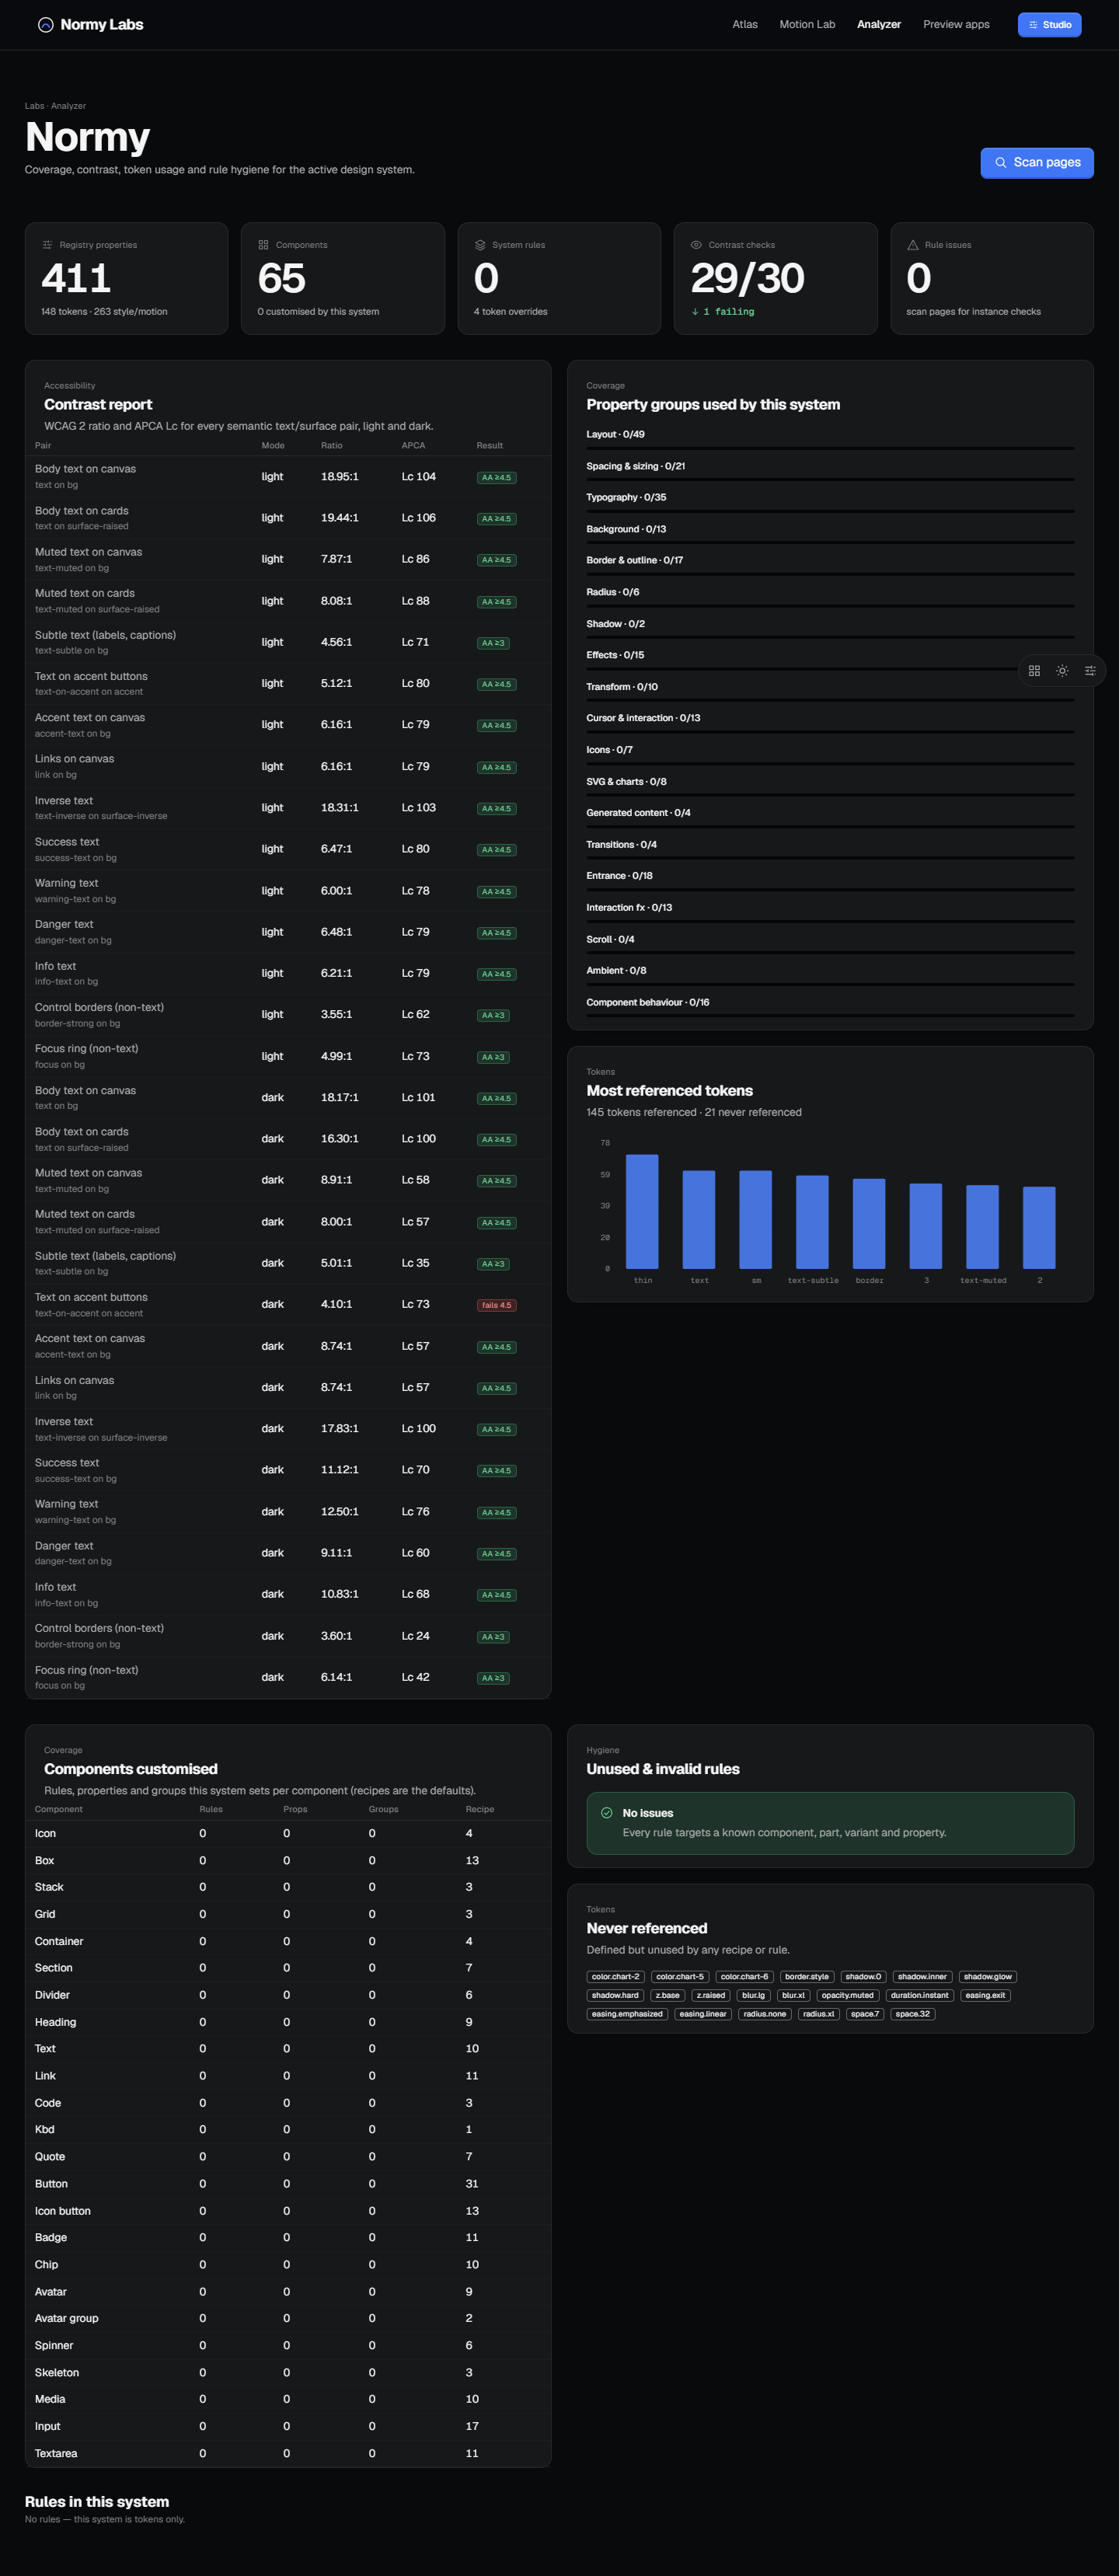 Normy Labs
Atlas
Motion Lab
Analyzer
Preview apps
Studio
Labs · Analyzer
Normy
Coverage, contrast, token usage and rule hygiene for the active design system.
Scan pages
Registry properties
411
148 tokens · 263 style/motion
Components
65
0 customised by this system
System rules
0
4 token overrides
Contrast checks
29/30
↓ 1 failing
Rule issues
0
scan pages for instance checks
Accessibility
Contrast report
WCAG 2 ratio and APCA Lc for every semantic text/surface pair, light and dark.
Pair Mode Ratio APCA Result
Body text on canvas
text on bg
light 18.95:1 Lc 104 AA ≥4.5
Body text on cards
text on surface-raised
light 19.44:1 Lc 106 AA ≥4.5
Muted text on canvas
text-muted on bg
light 7.87:1 Lc 86 AA ≥4.5
Muted text on cards
text-muted on surface-raised
light 8.08:1 Lc 88 AA ≥4.5
Subtle text (labels, captions)
text-subtle on bg
light 4.56:1 Lc 71 AA ≥3
Text on accent buttons
text-on-accent on accent
light 5.12:1 Lc 80 AA ≥4.5
Accent text on canvas
accent-text on bg
light 6.16:1 Lc 79 AA ≥4.5
Links on canvas
link on bg
light 6.16:1 Lc 79 AA ≥4.5
Inverse text
text-inverse on surface-inverse
light 18.31:1 Lc 103 AA ≥4.5
Success text
success-text on bg
light 6.47:1 Lc 80 AA ≥4.5
Warning text
warning-text on bg
light 6.00:1 Lc 78 AA ≥4.5
Danger text
danger-text on bg
light 6.48:1 Lc 79 AA ≥4.5
Info text
info-text on bg
light 6.21:1 Lc 79 AA ≥4.5
Control borders (non-text)
border-strong on bg
light 3.55:1 Lc 62 AA ≥3
Focus ring (non-text)
focus on bg
light 4.99:1 Lc 73 AA ≥3
Body text on canvas
text on bg
dark 18.17:1 Lc 101 AA ≥4.5
Body text on cards
text on surface-raised
dark 16.30:1 Lc 100 AA ≥4.5
Muted text on canvas
text-muted on bg
dark 8.91:1 Lc 58 AA ≥4.5
Muted text on cards
text-muted on surface-raised
dark 8.00:1 Lc 57 AA ≥4.5
Subtle text (labels, captions)
text-subtle on bg
dark 5.01:1 Lc 35 AA ≥3
Text on accent buttons
text-on-accent on accent
dark 4.10:1 Lc 73 fails 4.5
Accent text on canvas
accent-text on bg
dark 8.74:1 Lc 57 AA ≥4.5
Links on canvas
link on bg
dark 8.74:1 Lc 57 AA ≥4.5
Inverse text
text-inverse on surface-inverse
dark 17.83:1 Lc 100 AA ≥4.5
Success text
success-text on bg
dark 11.12:1 Lc 70 AA ≥4.5
Warning text
warning-text on bg
dark 12.50:1 Lc 76 AA ≥4.5
Danger text
danger-text on bg
dark 9.11:1 Lc 60 AA ≥4.5
Info text
info-text on bg
dark 10.83:1 Lc 68 AA ≥4.5
Control borders (non-text)
border-strong on bg
dark 3.60:1 Lc 24 AA ≥3
Focus ring (non-text)
focus on bg
dark 6.14:1 Lc 42 AA ≥3
Coverage
Property groups used by this system
Layout · 0/49
Spacing & sizing · 0/21
Typography · 0/35
Background · 0/13
Border & outline · 0/17
Radius · 0/6
Shadow · 0/2
Effects · 0/15
Transform · 0/10
Cursor & interaction · 0/13
Icons · 0/7
SVG & charts · 0/8
Generated content · 0/4
Transitions · 0/4
Entrance · 0/18
Interaction fx · 0/13
Scroll · 0/4
Ambient · 0/8
Component behaviour · 0/16
Tokens
Most referenced tokens
145 tokens referenced · 21 never referenced
78
59
39
20
0
thin text sm text-subtle border 3 text-muted 2
Coverage
Components customised
Rules, properties and groups this system sets per component (recipes are the defaults).
Component Rules Props Groups Recipe
Icon 0 0 0 4
Box 0 0 0 13
Stack 0 0 0 3
Grid 0 0 0 3
Container 0 0 0 4
Section 0 0 0 7
Divider 0 0 0 6
Heading 0 0 0 9
Text 0 0 0 10
Link 0 0 0 11
Code 0 0 0 3
Kbd 0 0 0 1
Quote 0 0 0 7
Button 0 0 0 31
Icon button 0 0 0 13
Badge 0 0 0 11
Chip 0 0 0 10
Avatar 0 0 0 9
Avatar group 0 0 0 2
Spinner 0 0 0 6
Skeleton 0 0 0 3
Media 0 0 0 10
Input 0 0 0 17
Textarea 0 0 0 11
Hygiene
Unused & invalid rules
No issues
Every rule targets a known component, part, variant and property.
Tokens
Never referenced
Defined but unused by any recipe or rule.
color.chart-2 color.chart-5 color.chart-6 border.style shadow.0 shadow.inner shadow.glow
shadow.hard z.base z.raised blur.lg blur.xl opacity.muted duration.instant easing.exit
easing.emphasized easing.linear radius.none radius.xl space.7 space.32
Rules in this system
No rules — this system is tokens only.